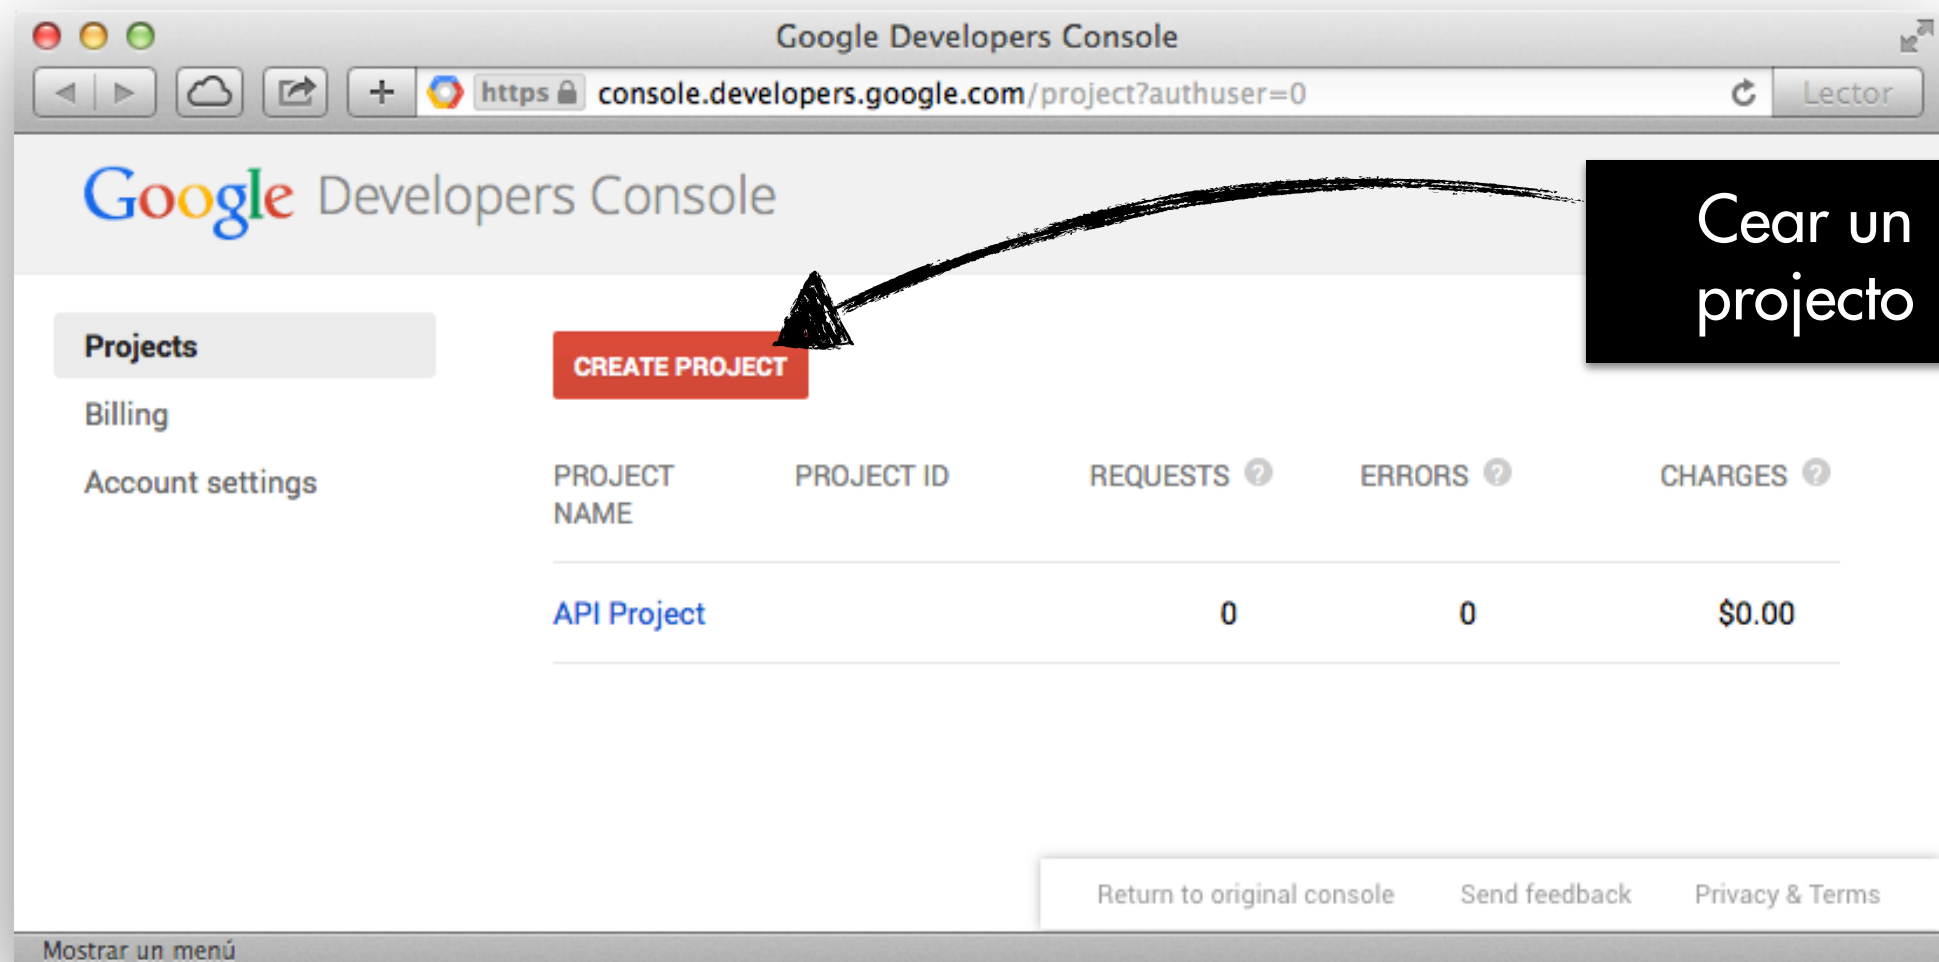 Google Developers Console
https console.developers.google.com/project?authuser=0
Lector
Google Developers Console
Cear un
projecto
Projects
Billing
Account settings
CREATE PROJECT
PROJECT NAME PROJECT ID REQUESTS ? ERRORS ? CHARGES ?
API Project 0 0 $0.00
Return to original console Send feedback Privacy & Terms
Mostrar un menú